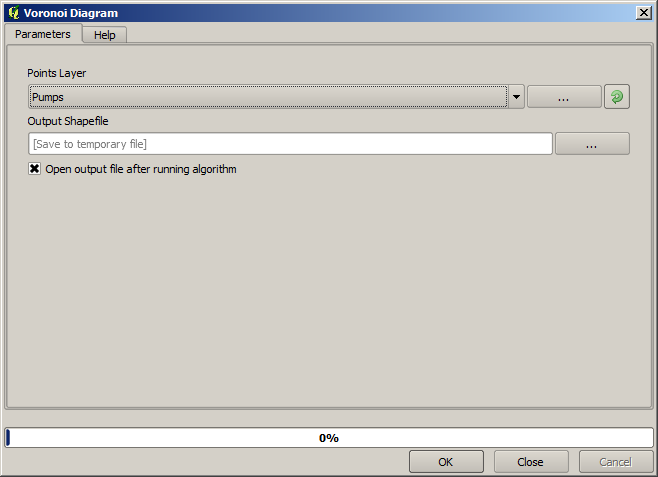 Voronoi Diagram
Parameters
Help
Points Layer
Pumps
...
Output Shapefile
[Save to temporary file]
...
Open output file after running algorithm
0%
OK
Close
Cancel